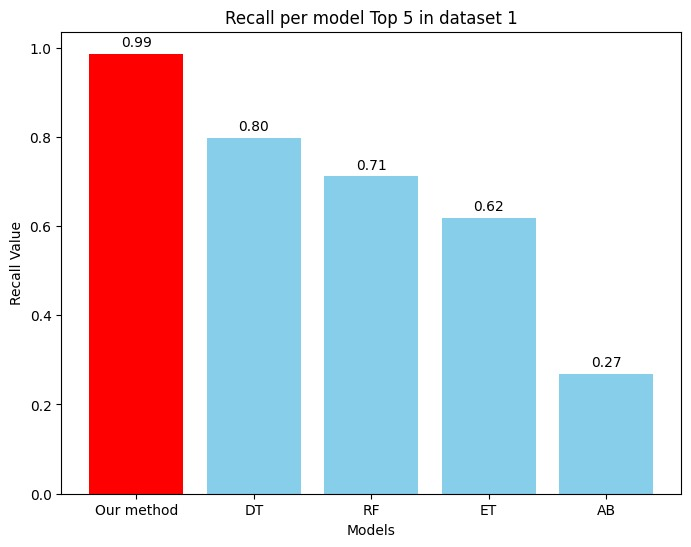 Recall per model Top 5 in dataset 1
1.0
0.8
0.6
0.4
0.2
0.0
Recall Value
0.99
0.80
0.71
0.62
0.27
Our method
DT
RF
ET
AB
Models